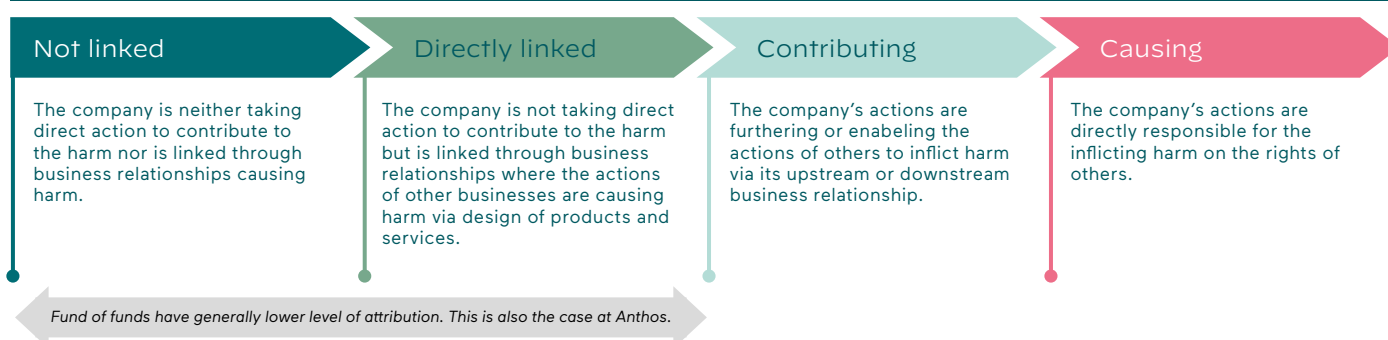 Not linked
Directly linked
Contributing
Causing
The company is neither taking
direct action to contribute to
the harm nor is linked through
business relationships causing
harm.
The company is not taking direct
action to contribute to the harm
but is linked through business
relationships where the actions
of other businesses are causing
harm via design of products and
services.
The company’s actions are
furthering or enabeling the
actions of others to inflict harm
via its upstream or downstream
business relationship.
The company’s actions are
directly responsible for the
inflicting harm on the rights of
others.
Fund of funds have generally lower level of attribution. This is also the case at Anthos.